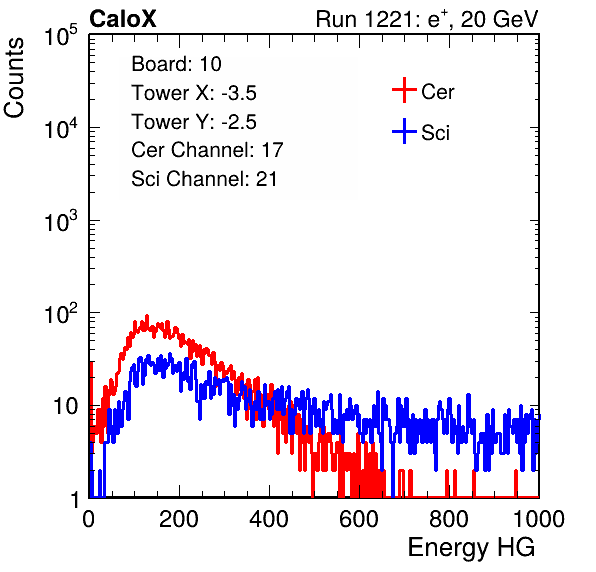 CaloX Run 1221: e⁺, 20 GeV
Counts
Board: 10
Tower X: -3.5
Tower Y: -2.5
Cer Channel: 17
Sci Channel: 21
Cer
Sci
10⁵
10⁴
10³
10²
10
1
0 200 400 600 800 1000
Energy HG